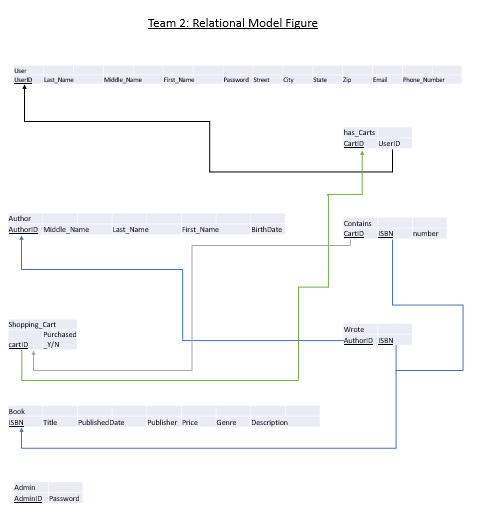 Team 2: Relational Model Figure
User
UserID Last_Name Middle_Name First_Name Password Street City State Zip Email Phone_Number
has_Carts
CartID UserID
Author
AuthorID Middle_Name Last_Name First_Name BirthDate
Contains
CartID ISBN number
Shopping_Cart
Purchased
cartID _Y/N
Wrote
AuthorID ISBN
Book
ISBN Title PublishedDate Publisher Price Genre Description
Admin
AdminID Password